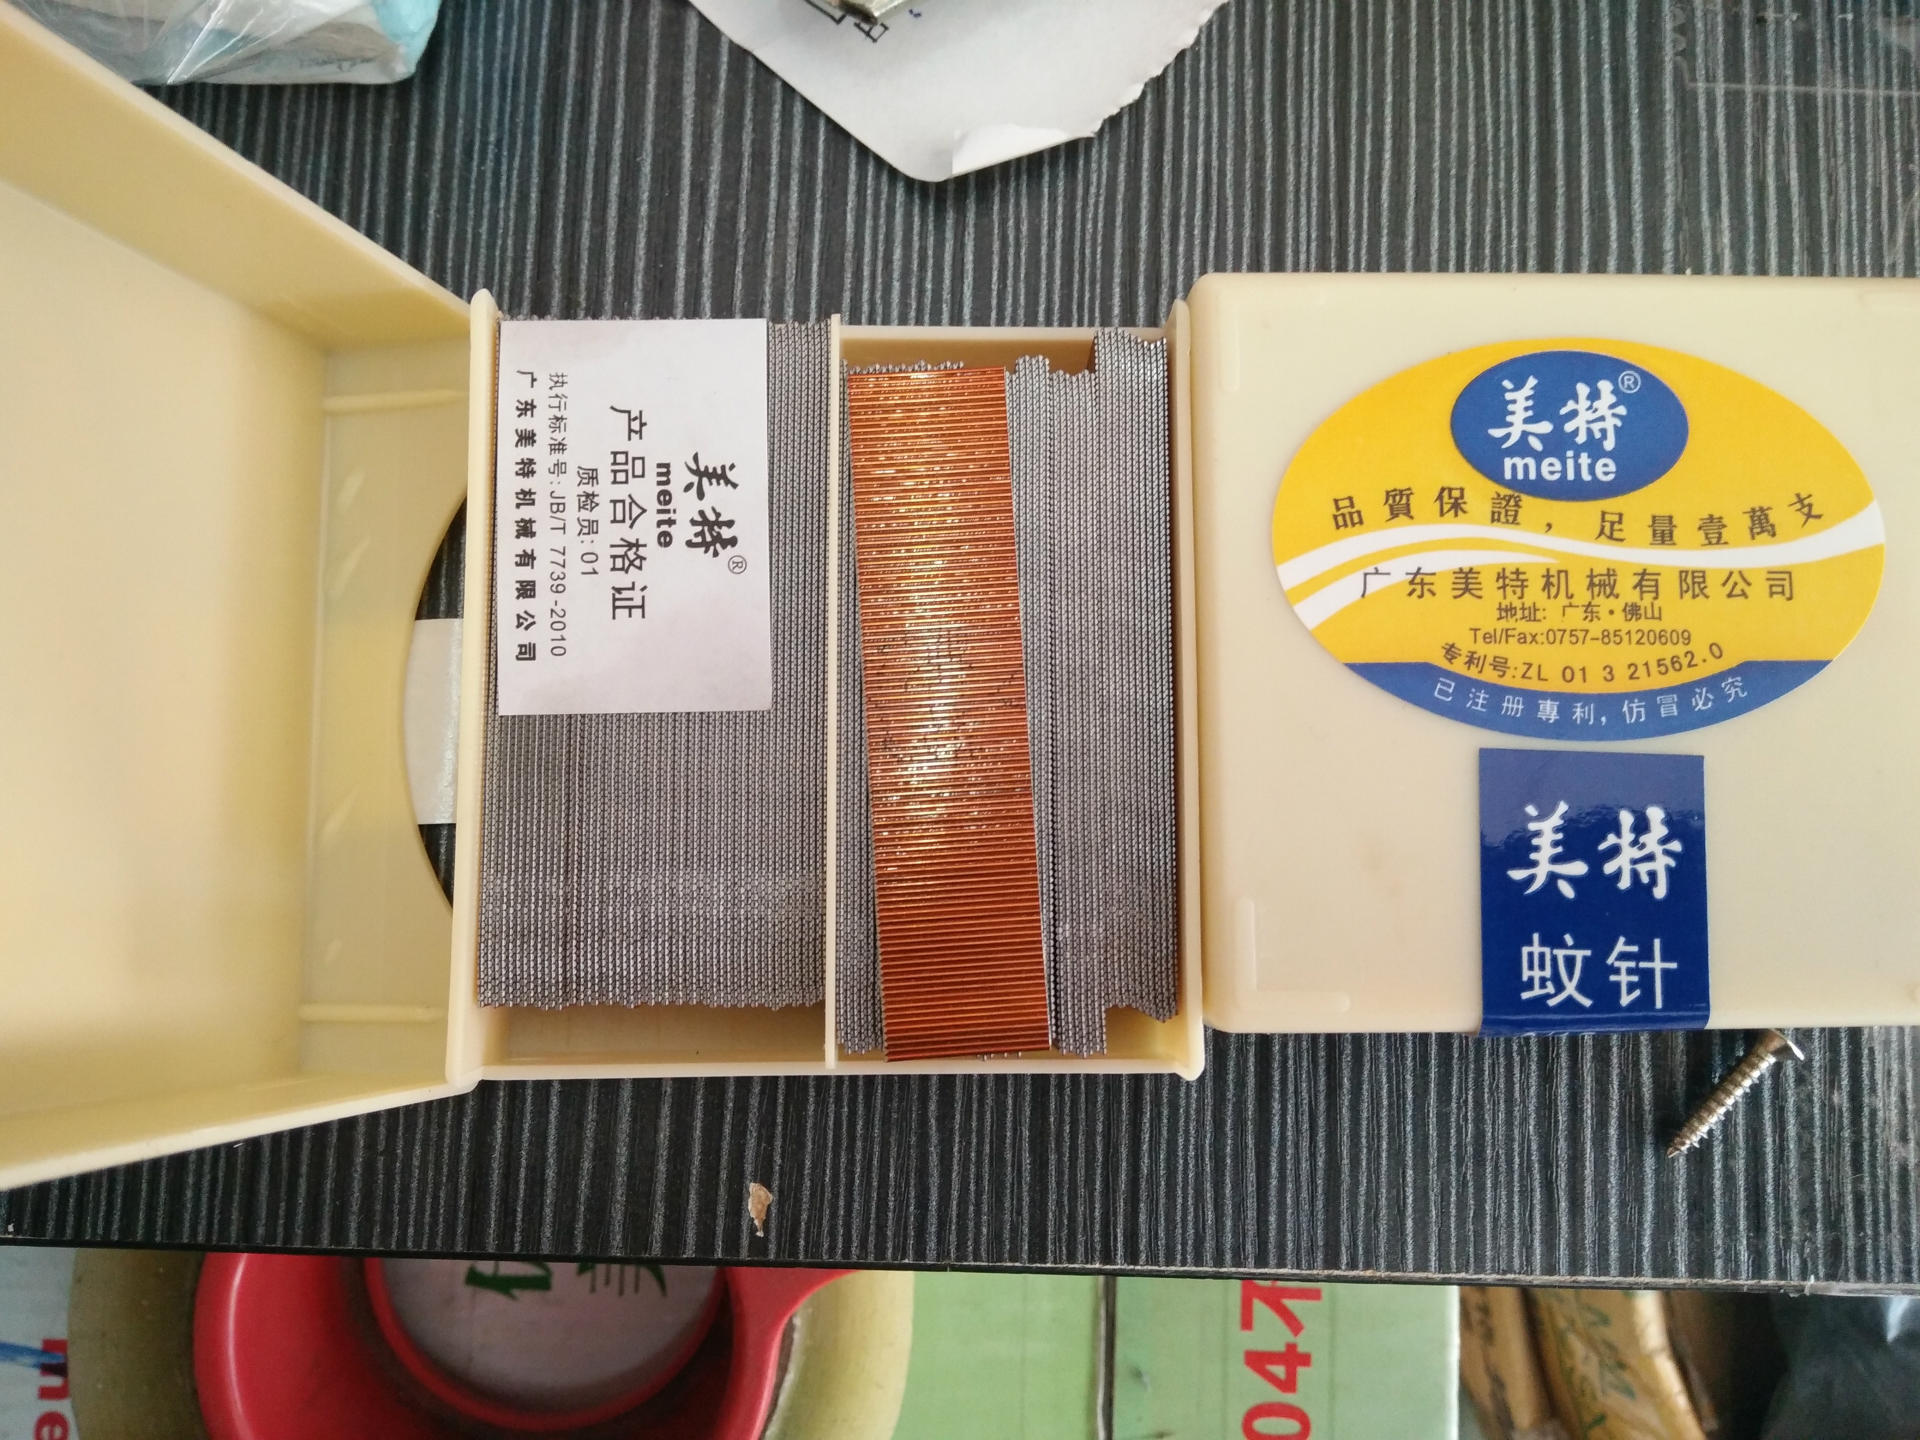 美特®
meite
产品合格证
质检员:01
执行标准号:JB/T 7739-2010
广东美特机械有限公司
美特®
meite
品質保證，足量壹萬支
广东美特机械有限公司
地址: 广东·佛山
Tel/Fax:0757-85120609
专利号:ZL 01 3 21562.0
已注册專利,仿冒必究
美特
蚊针
04不